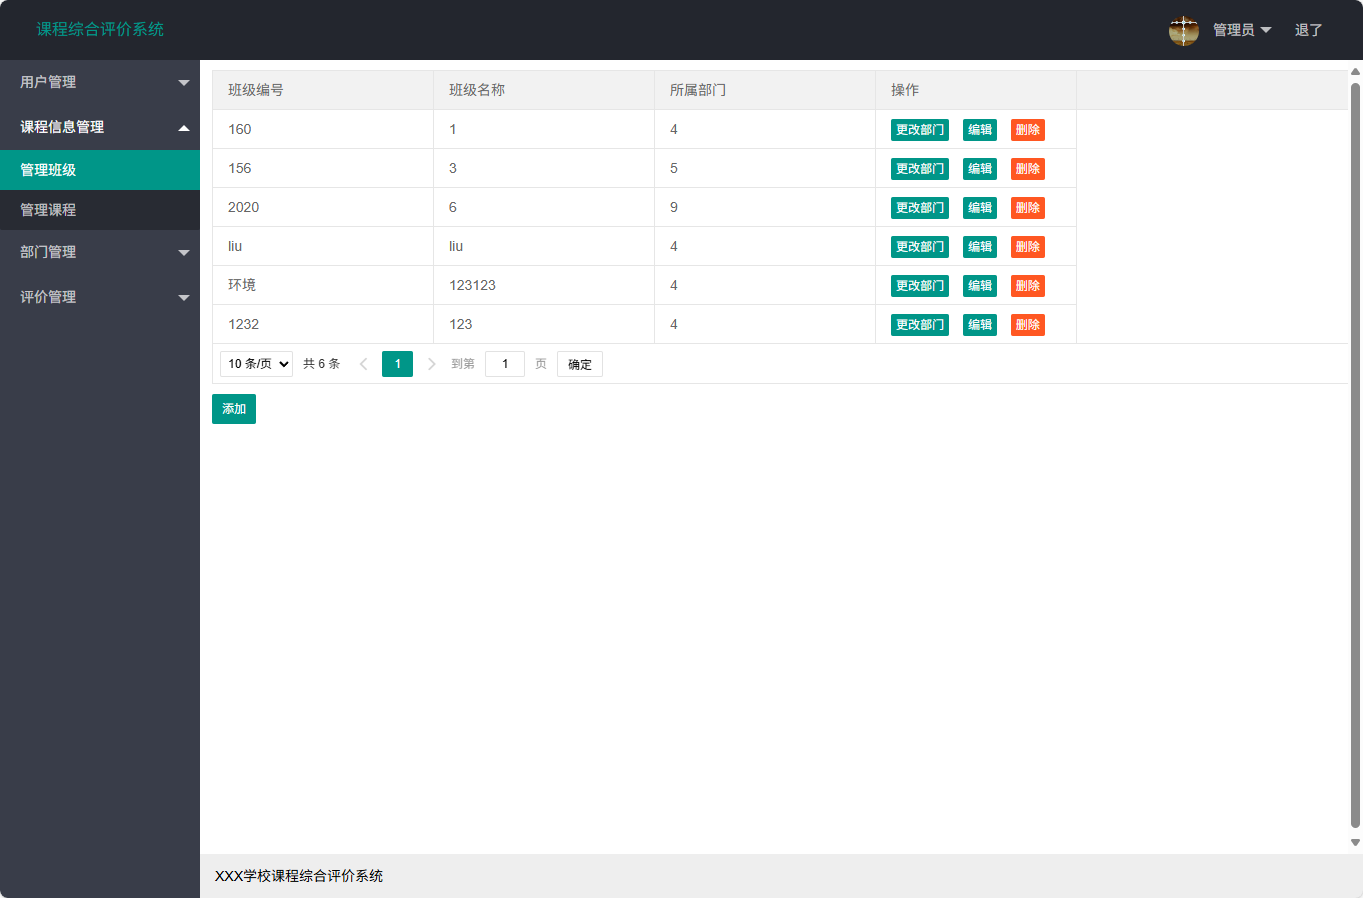 课程综合评价系统
管理员 退了
用户管理
课程信息管理
管理班级
管理课程
部门管理
评价管理
班级编号 班级名称 所属部门 操作
160 1 4 更改部门 编辑 删除
156 3 5 更改部门 编辑 删除
2020 6 9 更改部门 编辑 删除
liu liu 4 更改部门 编辑 删除
环境 123123 4 更改部门 编辑 删除
1232 123 4 更改部门 编辑 删除
10 条/页 共 6 条 1 到第 1 页 确定
添加
XXX学校课程综合评价系统